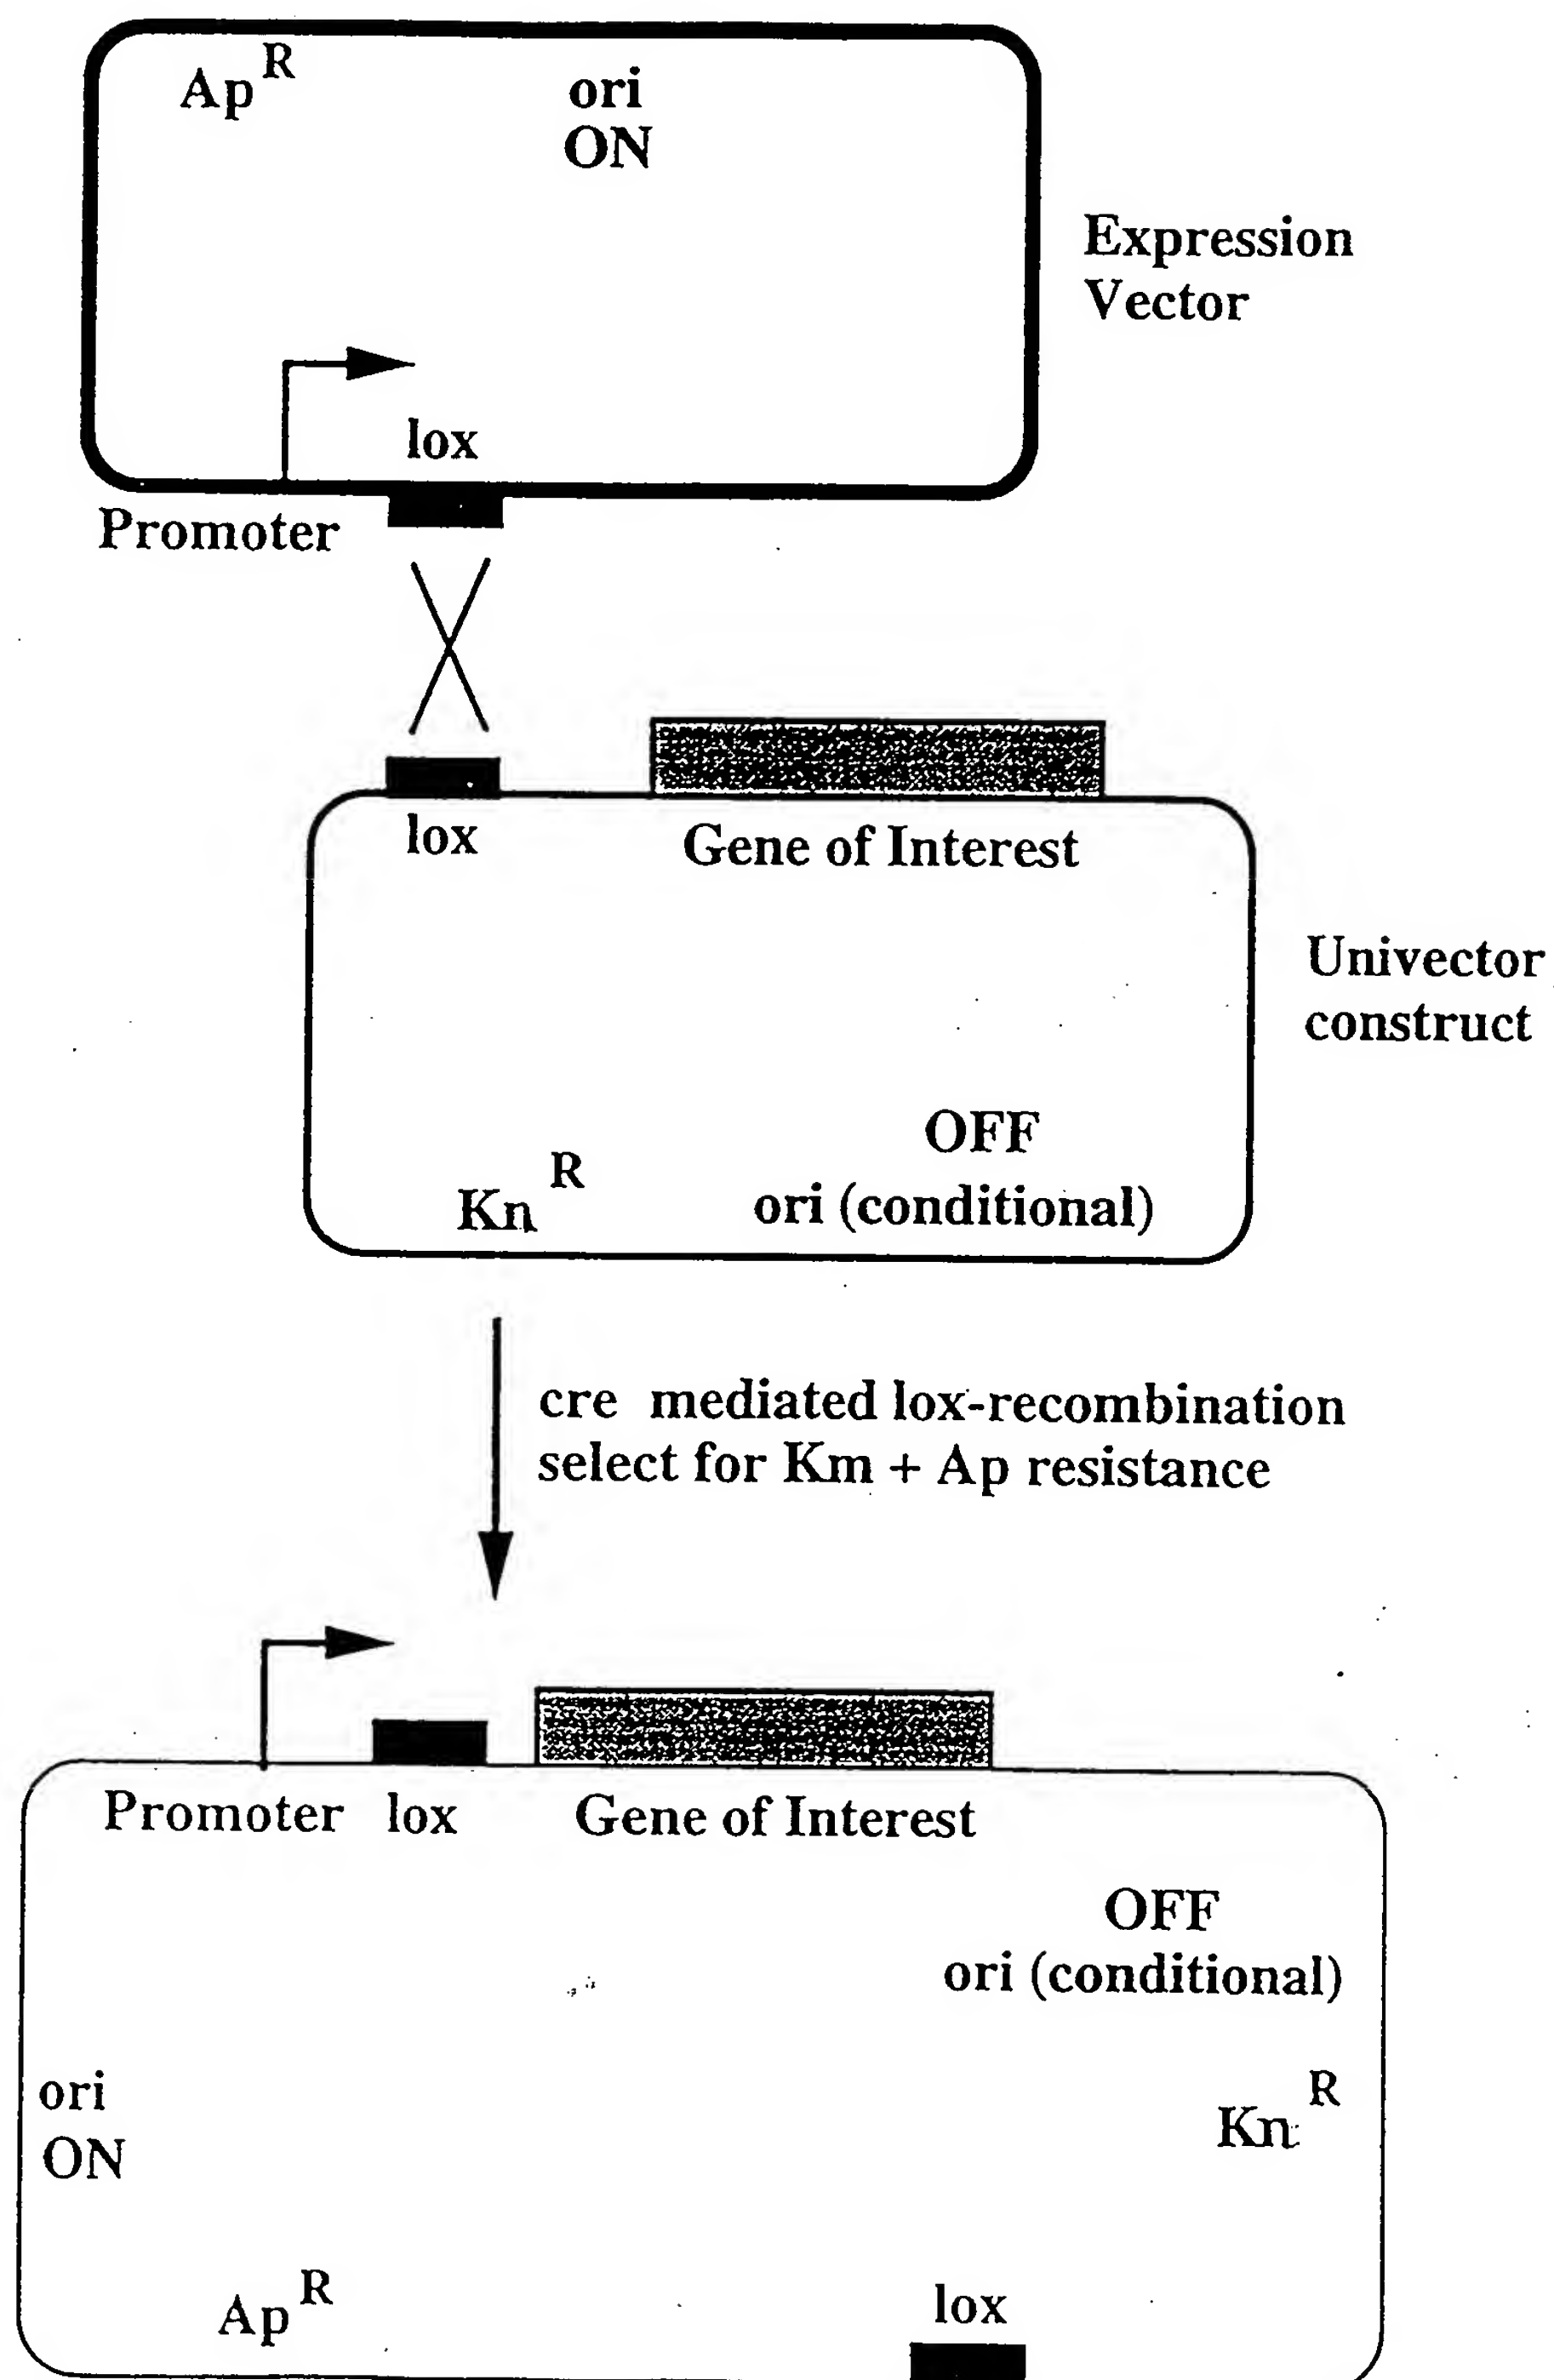 Ap R
ori
ON
Expression
Vector
lox
Promoter
lox
Gene of Interest
Univector
construct
OFF
Kn R
ori (conditional)
cre mediated lox-recombination
select for Km + Ap resistance
Promoter lox Gene of Interest
OFF
ori (conditional)
ori
ON
Kn R
Ap R
lox